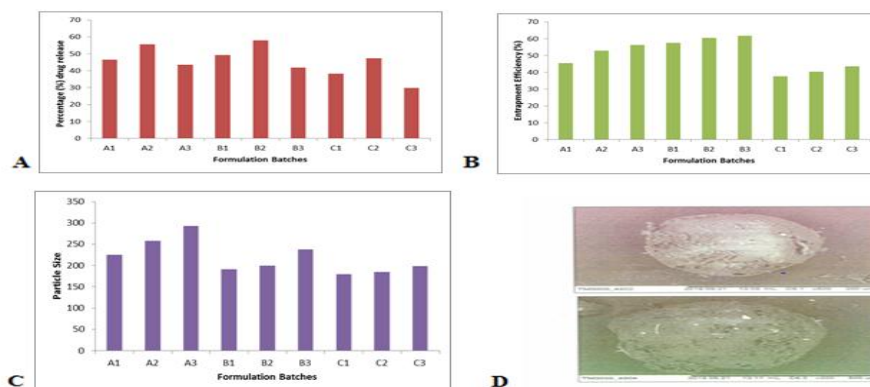 70
60
50
40
30
20
10
0
Percentage (%) drug release
A1 A2 A3 B1 B2 B3 C1 C2 C3
Formulation Batches
A
70
60
50
40
30
20
10
0
Entrapment Efficiency (%)
A1 A2 A3 B1 B2 B3 C1 C2 C3
Formulation Batches
B
350
300
250
200
150
100
50
0
Particle Size
A1 A2 A3 B1 B2 B3 C1 C2 C3
Formulation Batches
C
D